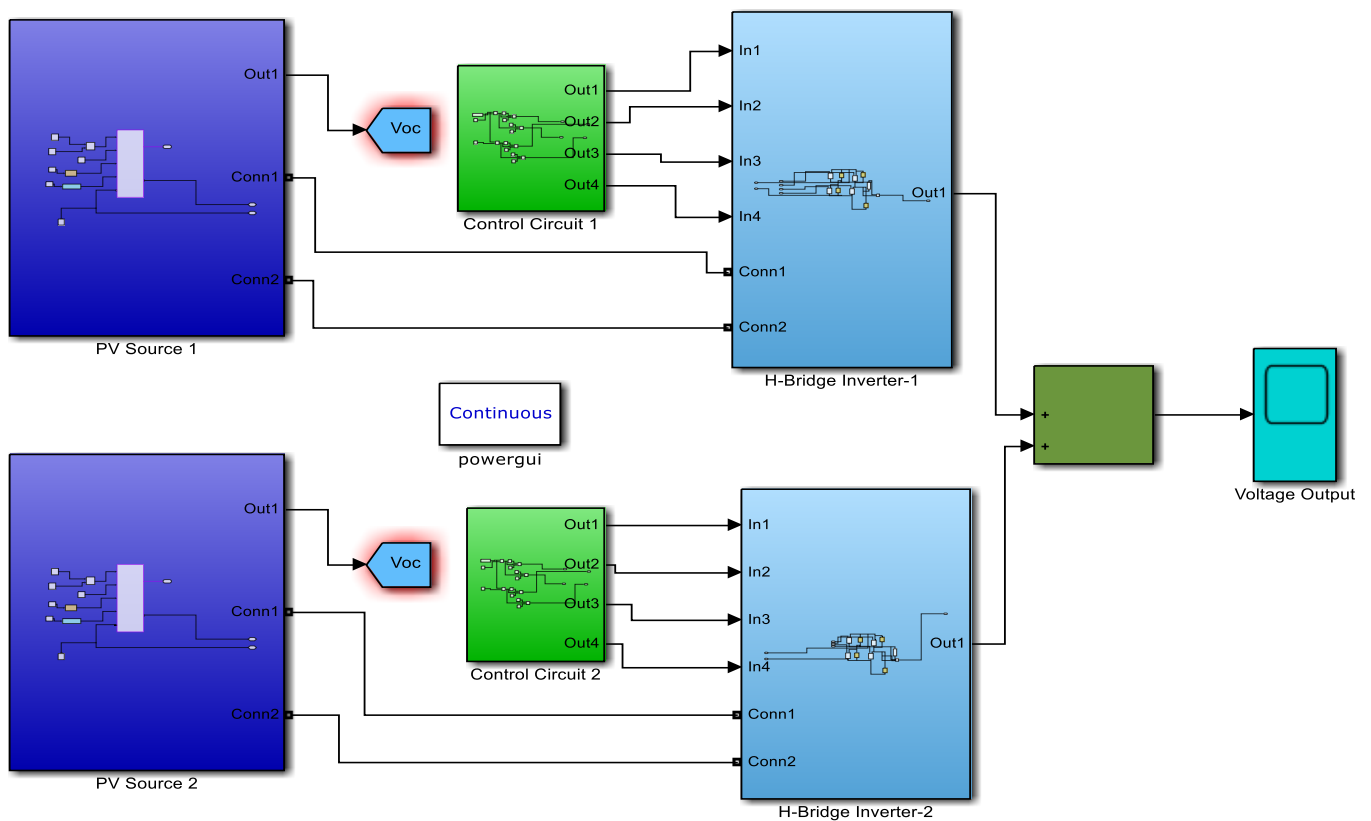 Out1
Conn1
Conn2
PV Source 1
Voc
Out1
Out2
Out3
Out4
Control Circuit 1
In1
In2
In3
In4
Conn1
Conn2
Out1
H-Bridge Inverter-1
Continuous
powergui
+
+
Voltage Output
Out1
Conn1
Conn2
PV Source 2
Voc
Out1
Out2
Out3
Out4
Control Circuit 2
In1
In2
In3
In4
Conn1
Conn2
Out1
H-Bridge Inverter-2